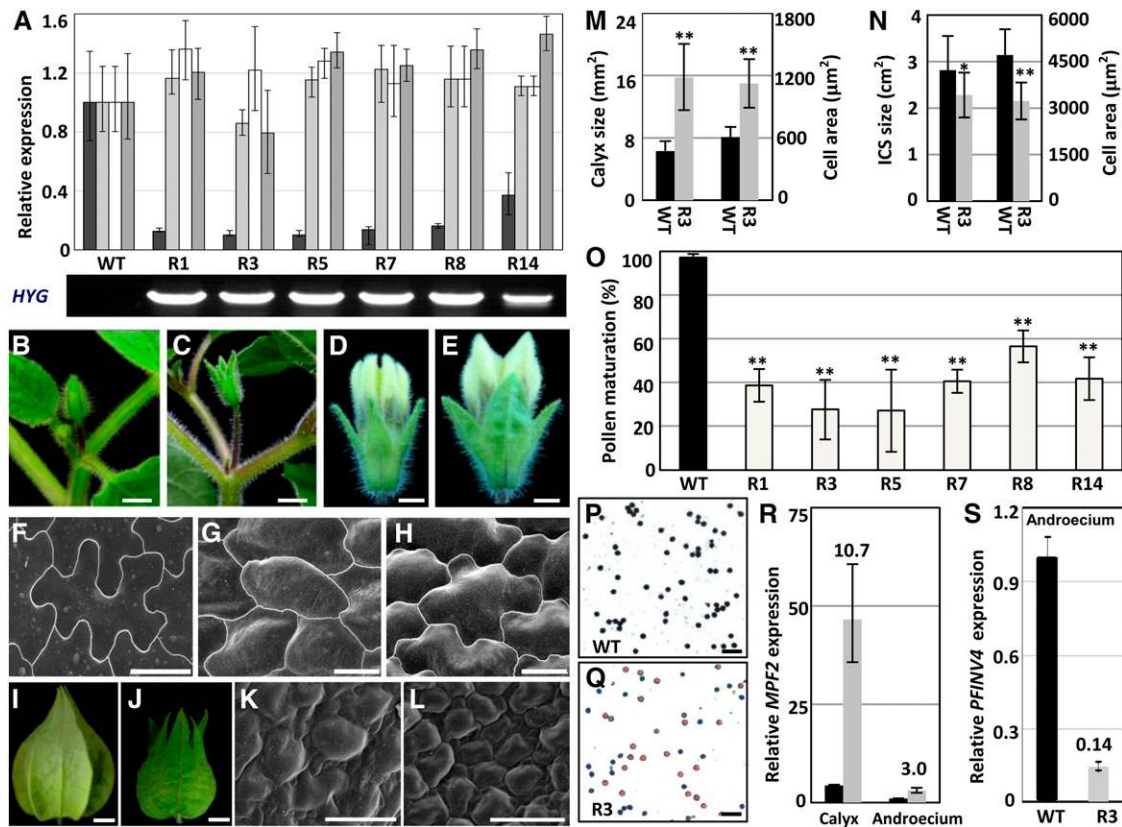 A
1.6
1.2
0.8
0.4
0
Relative expression
WT R1 R3 R5 R7 R8 R14
HYG
B
C
D
E
F
G
H
I
J
K
L
M
24
16
8
0
Calyx size (mm²)
1800
1200
600
0
Cell area (µm²)
**
**
WT R3 WT R3
N
4
3
2
1
0
ICS size (cm²)
6000
4500
3000
1500
0
Cell area (µm²)
*
**
WT R3 WT R3
O
100
80
60
40
20
0
Pollen maturation (%)
** ** ** ** ** **
WT R1 R3 R5 R7 R8 R14
P
WT
Q
R3
R
75
50
25
0
Relative MPF2 expression
10.7
3.0
Calyx Androecium
S
Androecium
1.2
0.9
0.6
0.3
0
Relative PFINV4 expression
0.14
WT R3